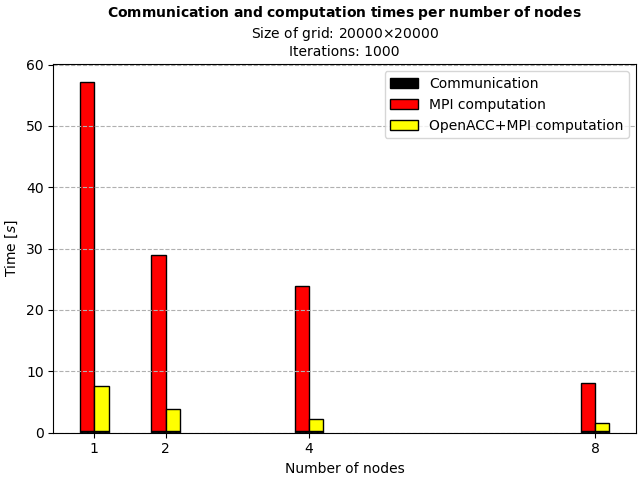 Communication and computation times per number of nodes
Size of grid: 20000×20000
Iterations: 1000
60
50
40
30
20
10
0
Time [s]
Communication
MPI computation
OpenACC+MPI computation
1 2 4 8
Number of nodes